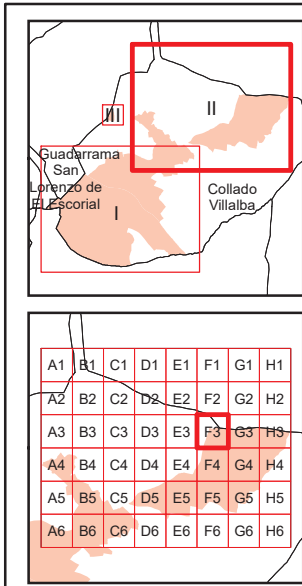 II
III
Guadarrama
San
Lorenzo de
El Escorial
Collado
Villalba
I
A1 B1 C1 D1 E1 F1 G1 H1
A2 B2 C2 D2 E2 F2 G2 H2
A3 B3 C3 D3 E3 F3 G3 H3
A4 B4 C4 D4 E4 F4 G4 H4
A5 B5 C5 D5 E5 F5 G5 H5
A6 B6 C6 D6 E6 F6 G6 H6